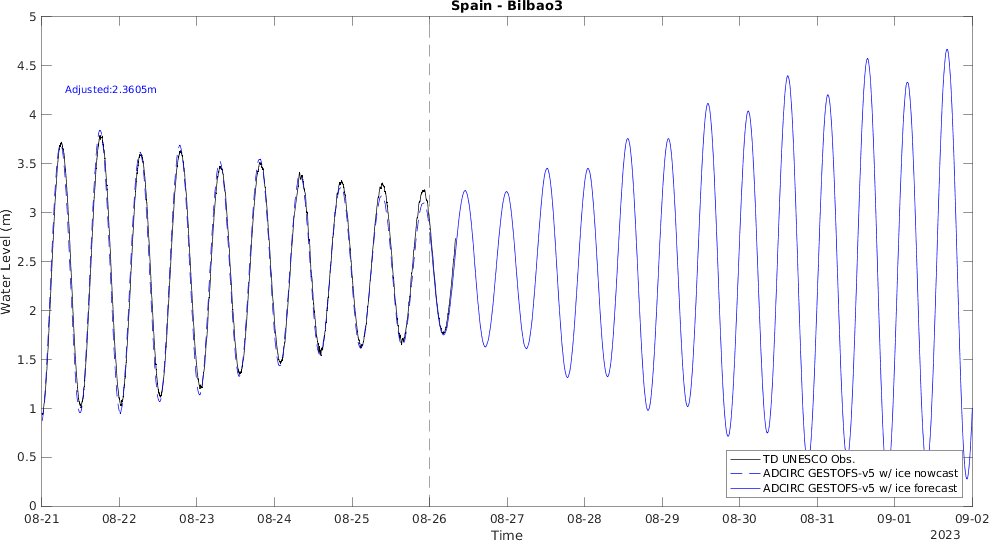 Spain - Bilbao3
5
4.5
4
3.5
3
2.5
2
1.5
1
0.5
0
Water Level (m)
Adjusted:2.3605m
TD UNESCO Obs.
ADCIRC GESTOFS-v5 w/ ice nowcast
ADCIRC GESTOFS-v5 w/ ice forecast
08-21 08-22 08-23 08-24 08-25 08-26 08-27 08-28 08-29 08-30 08-31 09-01 09-02
Time
2023